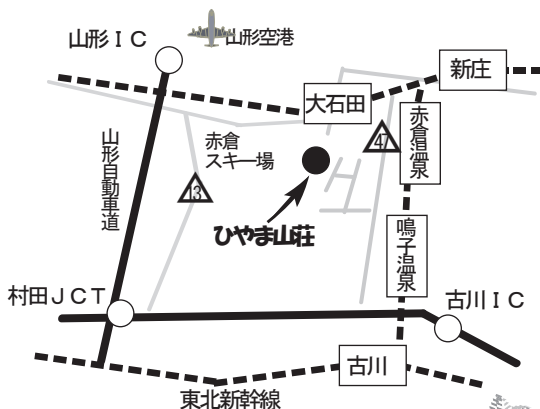 山形ＩＣ
山形空港
新庄
大石田
赤倉温泉
47
赤倉
スキー場
山形自動車道
13
ひやま山荘
鳴子温泉
村田ＪＣＴ
古川ＩＣ
古川
東北新幹線